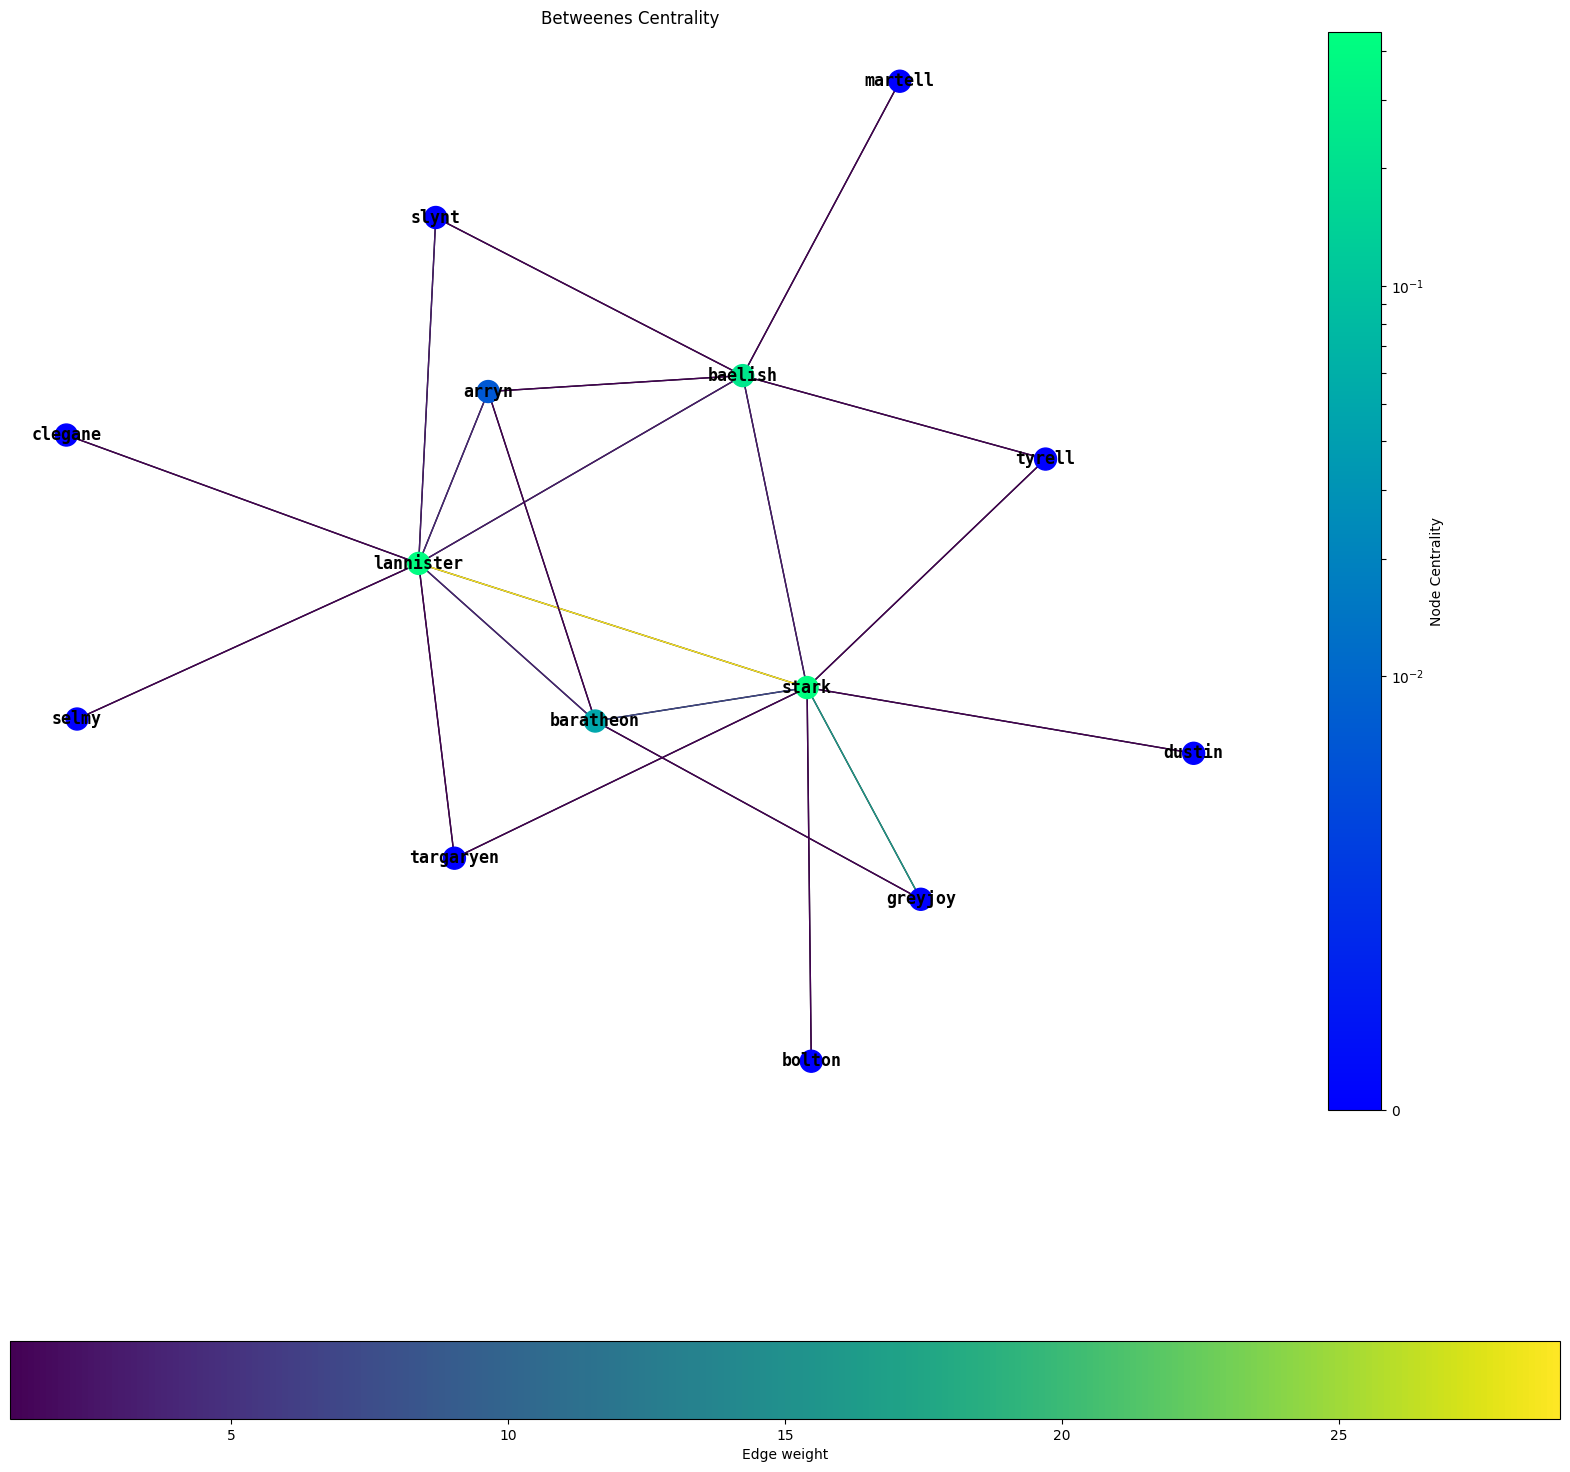 Betweenes Centrality
martell
slynt
baelish
arryn
clegane
tyrell
lannister
stark
selmy
baratheon
dustin
targaryen
greyjoy
bolton
10⁻¹
10⁻²
0
Node Centrality
5 10 15 20 25
Edge weight